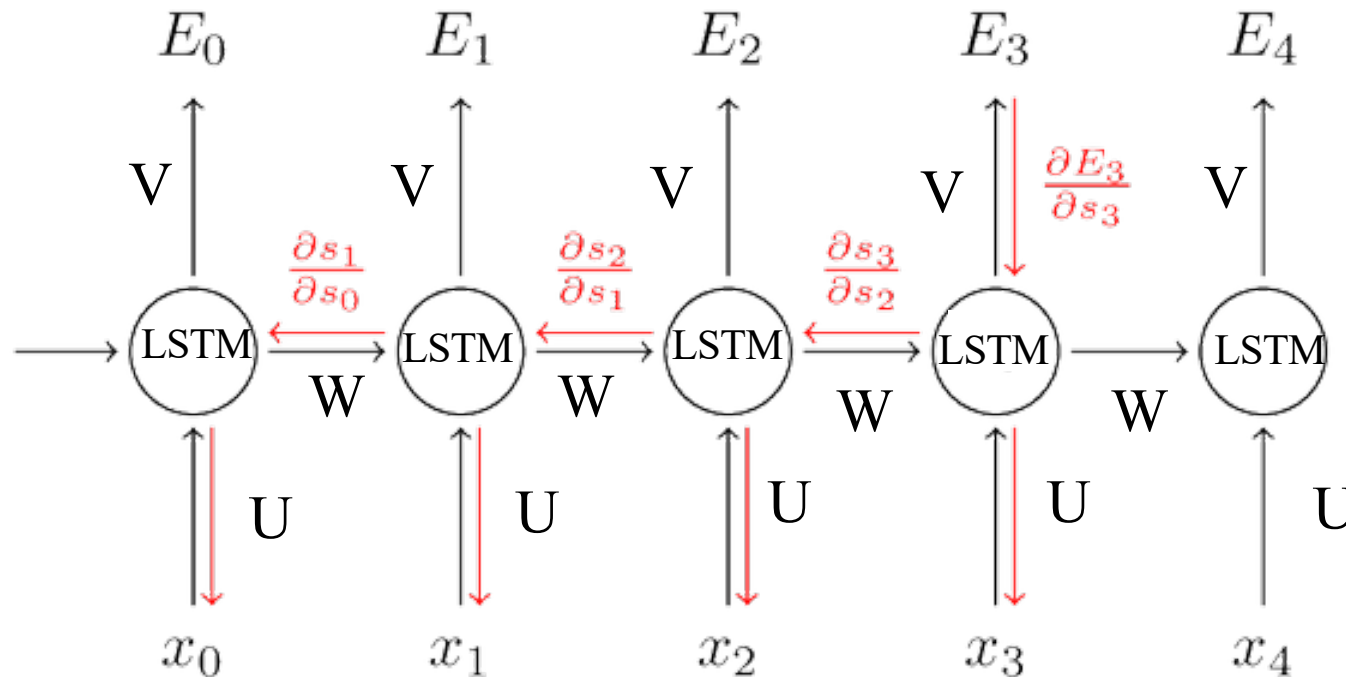 E₀ E₁ E₂ E₃ E₄
V V V V ∂E₃/∂s₃ V
∂s₁/∂s₀ ∂s₂/∂s₁ ∂s₃/∂s₂
LSTM LSTM LSTM LSTM LSTM
W W W W
U U U U U
x₀ x₁ x₂ x₃ x₄